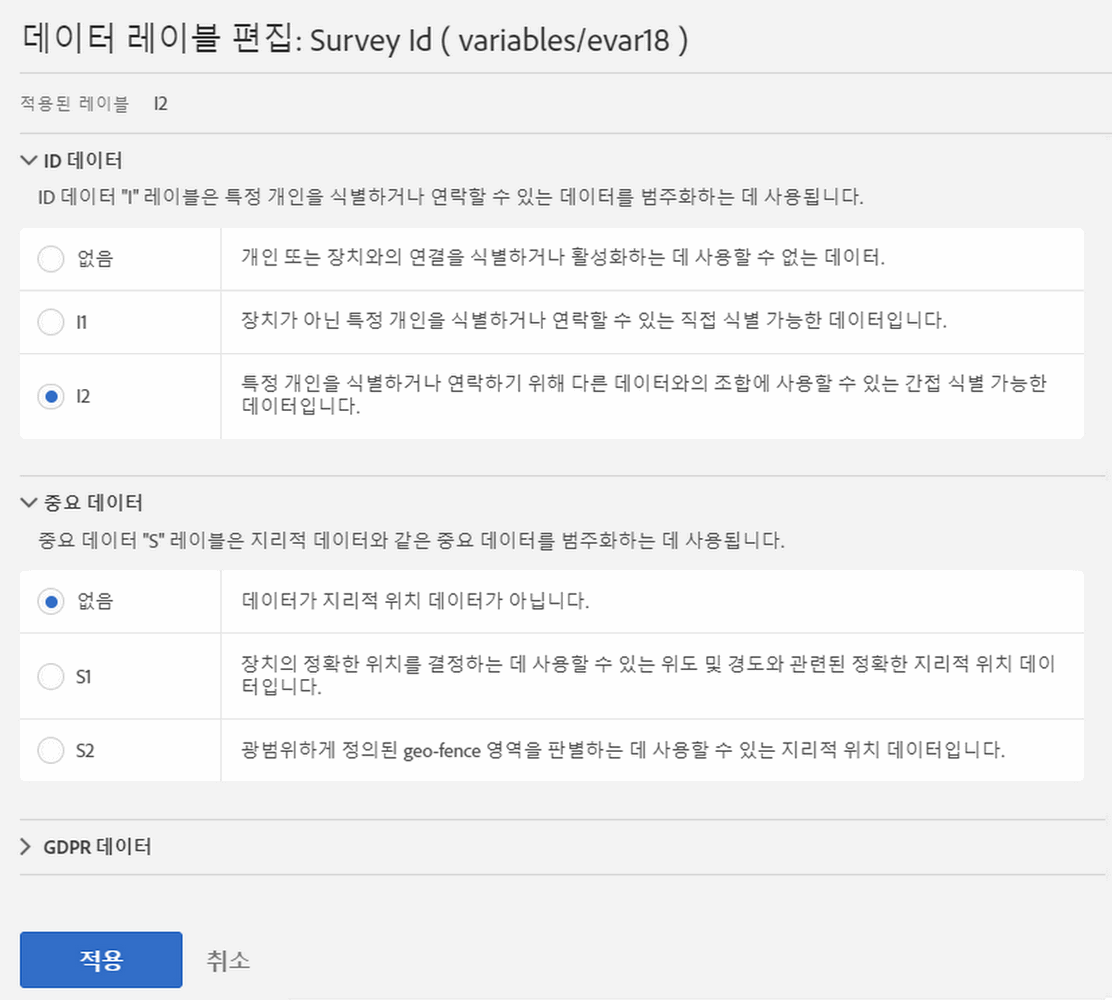 데이터 레이블 편집: Survey Id ( variables/evar18 )
적용된 레이블 I2
ID 데이터
ID 데이터 "I" 레이블은 특정 개인을 식별하거나 연락할 수 있는 데이터를 범주화하는 데 사용됩니다.
없음 개인 또는 장치와의 연결을 식별하거나 활성화하는 데 사용할 수 없는 데이터.
I1 장치가 아닌 특정 개인을 식별하거나 연락할 수 있는 직접 식별 가능한 데이터입니다.
I2 특정 개인을 식별하거나 연락하기 위해 다른 데이터와의 조합에 사용할 수 있는 간접 식별 가능한
데이터입니다.
중요 데이터
중요 데이터 "S" 레이블은 지리적 데이터와 같은 중요 데이터를 범주화하는 데 사용됩니다.
없음 데이터가 지리적 위치 데이터가 아닙니다.
S1 장치의 정확한 위치를 결정하는 데 사용할 수 있는 위도 및 경도와 관련된 정확한 지리적 위치 데이
터입니다.
S2 광범위하게 정의된 geo-fence 영역을 판별하는 데 사용할 수 있는 지리적 위치 데이터입니다.
GDPR 데이터
적용 취소